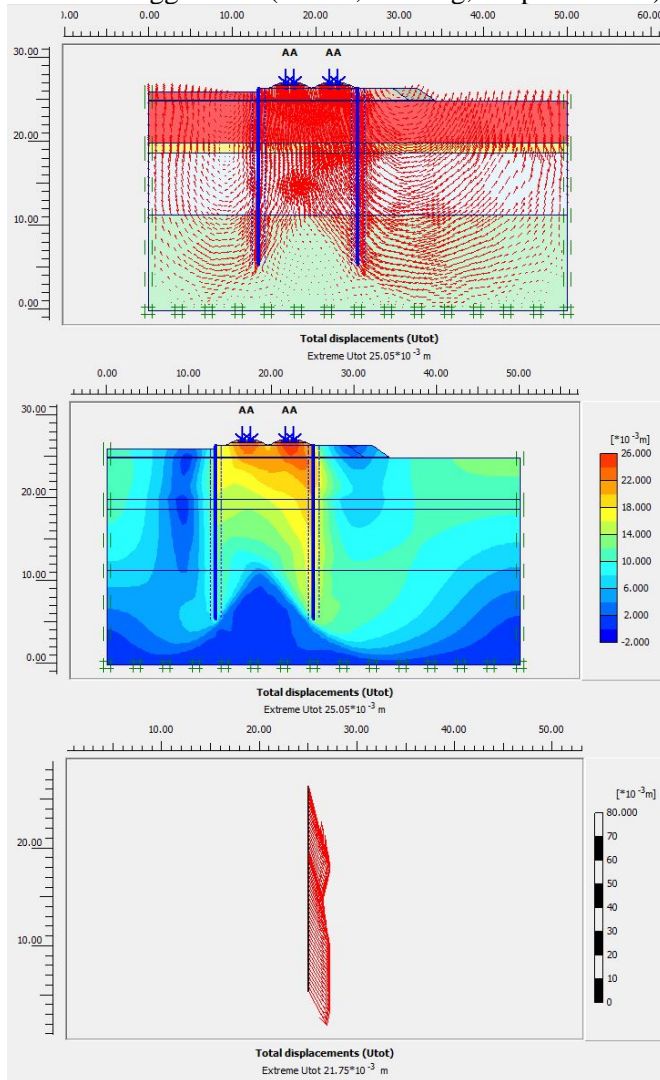 0.00 10.00 20.00 30.00 40.00 50.00 60.0
A A A A
30.00
20.00
10.00
0.00
Total displacements (Utot)
Extreme Utot 25.05*10⁻³ m
0.00 10.00 20.00 30.00 40.00 50.00
30.00
A A A A
[*10⁻³m]
26.000
22.000
20.00
18.000
14.000
10.00
10.000
6.000
2.000
0.00
-2.000
Total displacements (Utot)
Extreme Utot 25.05*10⁻³ m
10.00 20.00 30.00 40.00 50.00
[*10⁻³m]
80.000
70
20.00
60
50
40
10.00
30
20
10
0
Total displacements (Utot)
Extreme Utot 21.75*10⁻³ m